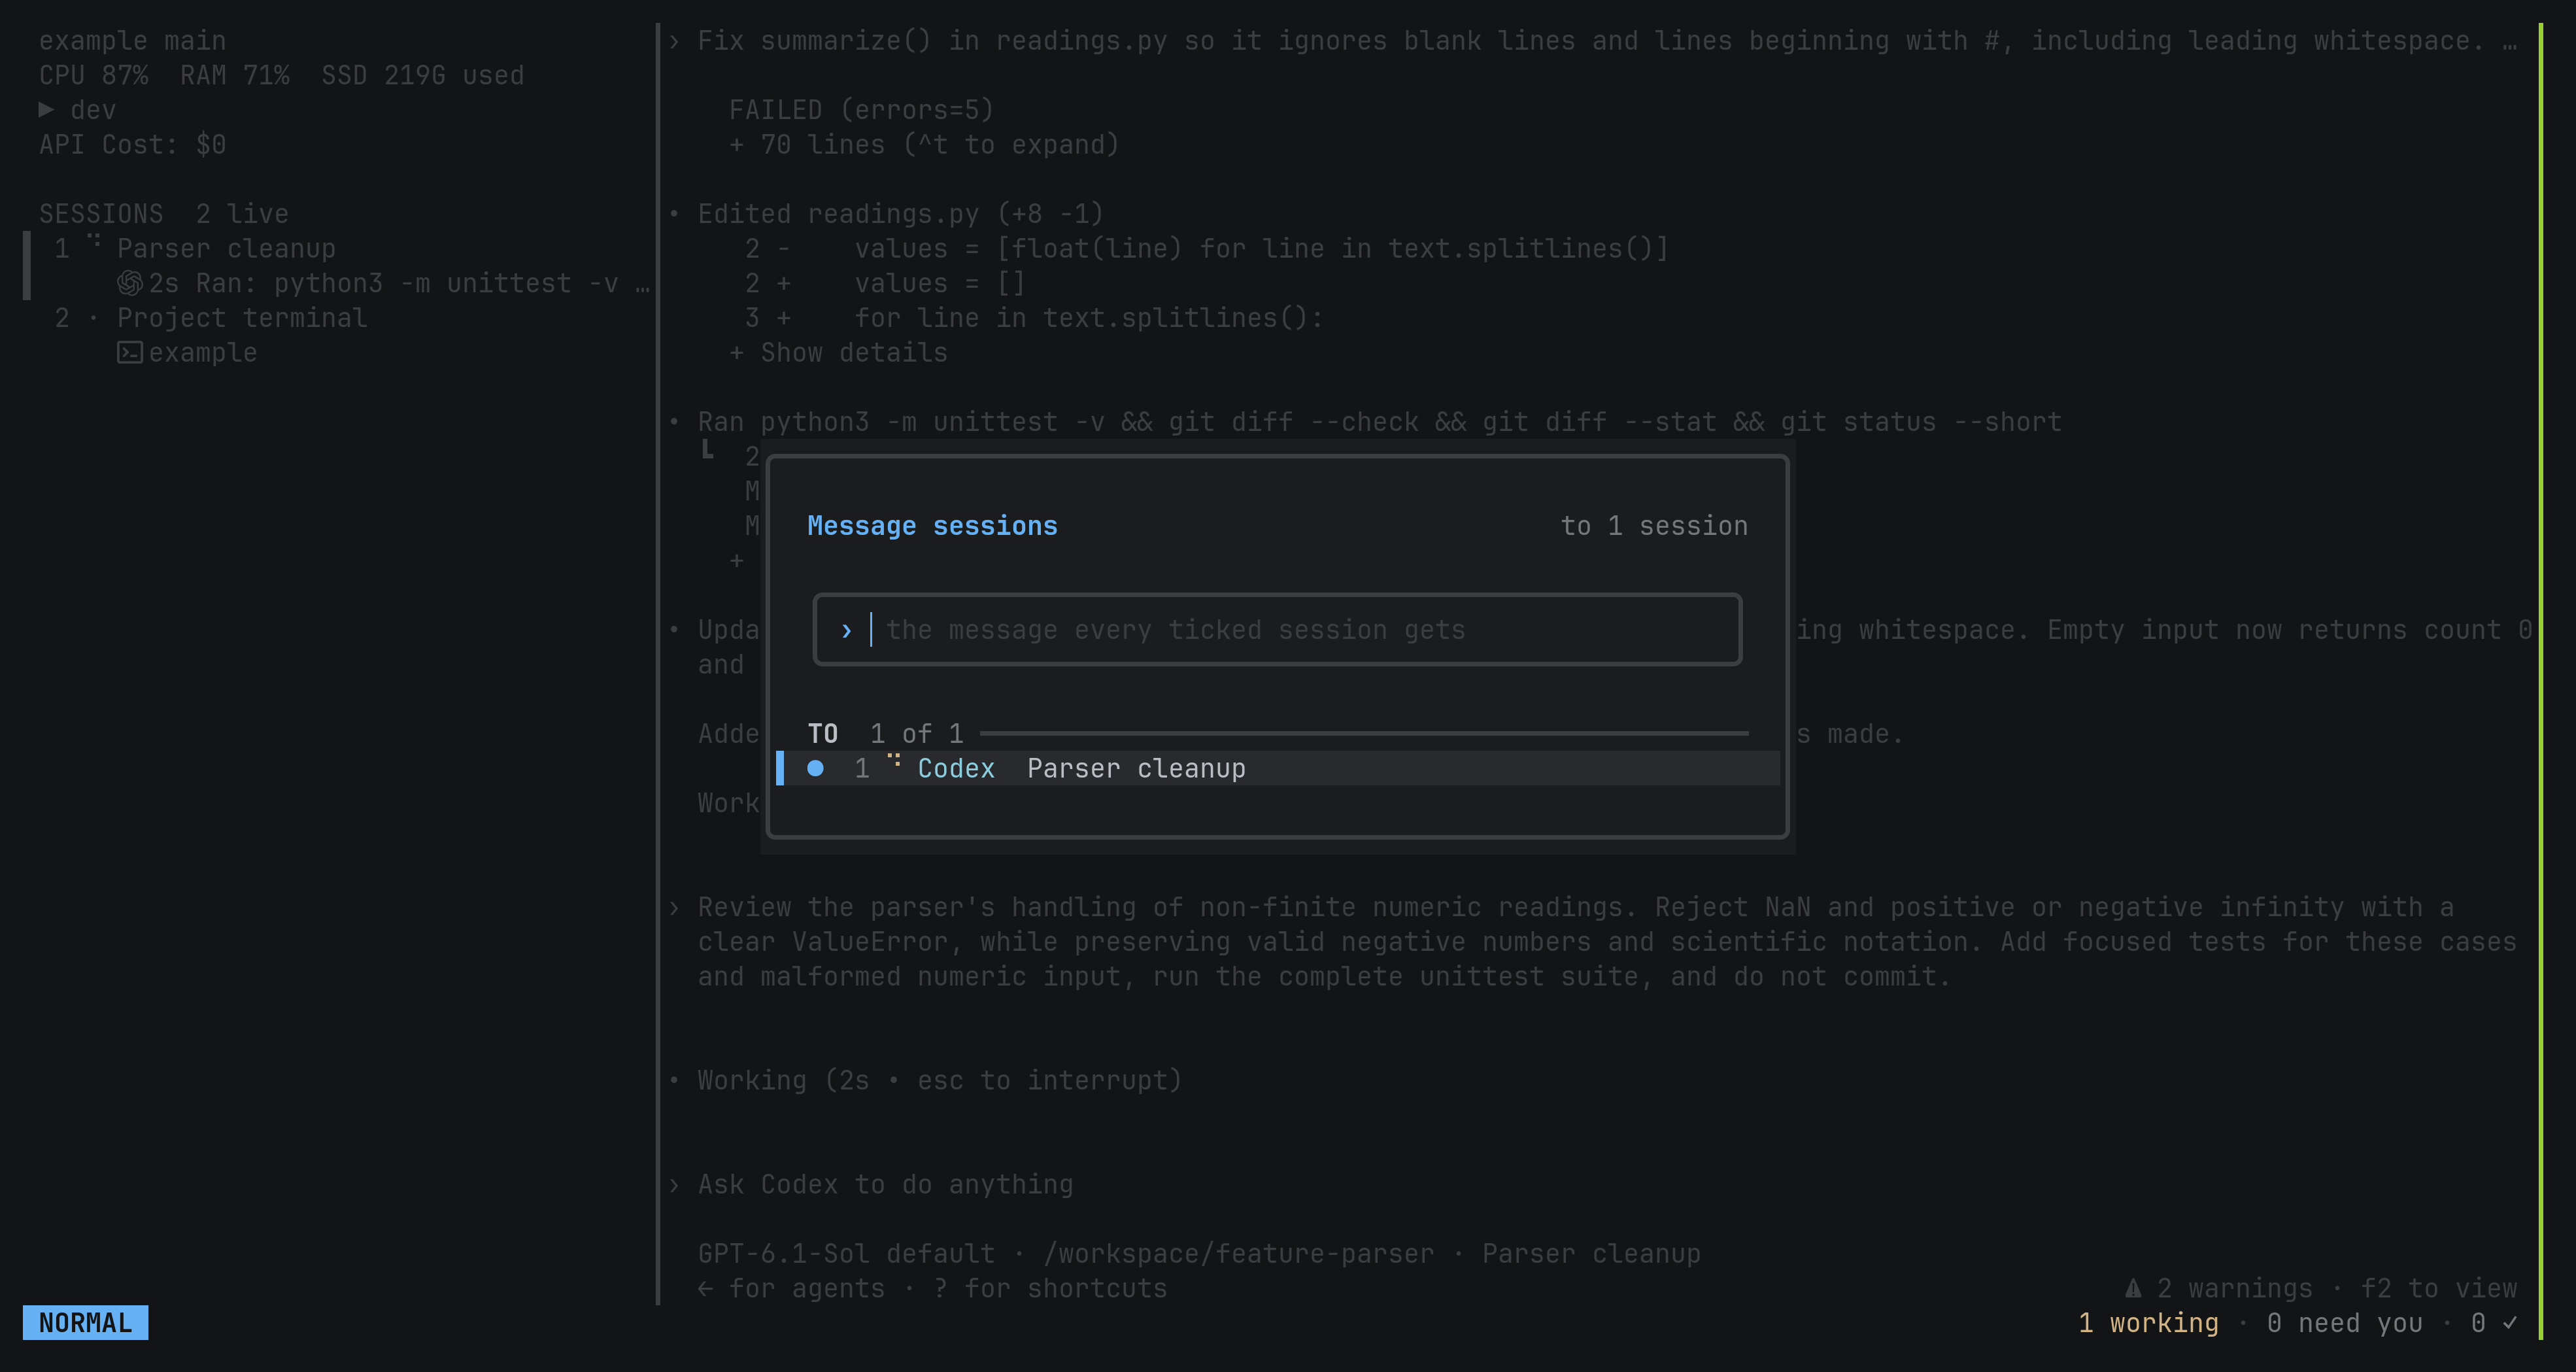 example main
CPU 87%  RAM 71%  SSD 219G used
▶ dev
API Cost: $0
SESSIONS  2 live
1 ⠙ Parser cleanup
2s Ran: python3 -m unittest -v …
2 · Project terminal
example
› Fix summarize() in readings.py so it ignores blank lines and lines beginning with #, including leading whitespace. …
FAILED (errors=5)
+ 70 lines (^t to expand)
• Edited readings.py (+8 -1)
2 -    values = [float(line) for line in text.splitlines()]
2 +    values = []
3 +    for line in text.splitlines():
+ Show details
• Ran python3 -m unittest -v && git diff --check && git diff --stat && git status --short
└  2
M
M
+
• Upda
ing whitespace. Empty input now returns count 0
and
Adde
s made.
Work
Message sessions
to 1 session
› the message every ticked session gets
TO  1 of 1
● 1 ⠙ Codex  Parser cleanup
› Review the parser's handling of non-finite numeric readings. Reject NaN and positive or negative infinity with a
clear ValueError, while preserving valid negative numbers and scientific notation. Add focused tests for these cases
and malformed numeric input, run the complete unittest suite, and do not commit.
• Working (2s • esc to interrupt)
› Ask Codex to do anything
GPT-6.1-Sol default · /workspace/feature-parser · Parser cleanup
← for agents · ? for shortcuts
⚠ 2 warnings · f2 to view
NORMAL
1 working · 0 need you · 0 ✓